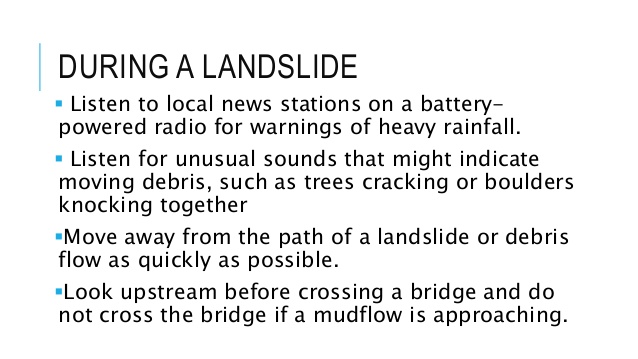 DURING A LANDSLIDE
▪ Listen to local news stations on a battery-
powered radio for warnings of heavy rainfall.
▪ Listen for unusual sounds that might indicate
moving debris, such as trees cracking or boulders
knocking together
▪Move away from the path of a landslide or debris
flow as quickly as possible.
▪Look upstream before crossing a bridge and do
not cross the bridge if a mudflow is approaching.